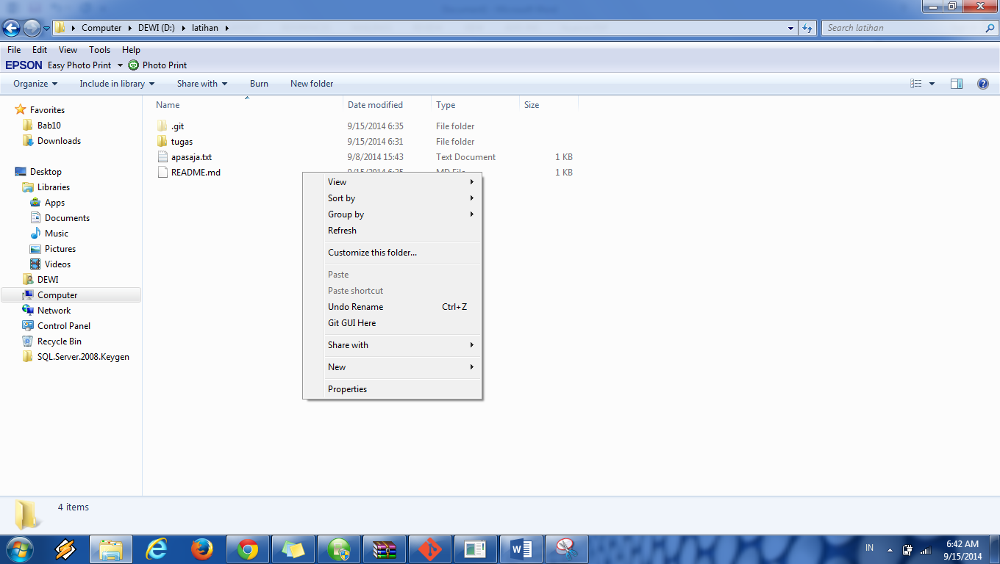 Computer DEWI (D:) latihan
Search latihan
File Edit View Tools Help
EPSON Easy Photo Print Photo Print
Organize Include in library Share with Burn New folder
Name Date modified Type Size
.git 9/15/2014 6:35 File folder
tugas 9/15/2014 6:31 File folder
apasaja.txt 9/8/2014 15:43 Text Document 1 KB
README.md 1 KB
Favorites
Bab10
Downloads
Desktop
Libraries
Apps
Documents
Music
Pictures
Videos
DEWI
Computer
Network
Control Panel
Recycle Bin
SQL.Server.2008.Keygen
View
Sort by
Group by
Refresh
Customize this folder...
Paste
Paste shortcut
Undo Rename Ctrl+Z
Git GUI Here
Share with
New
Properties
4 items
IN
6:42 AM
9/15/2014